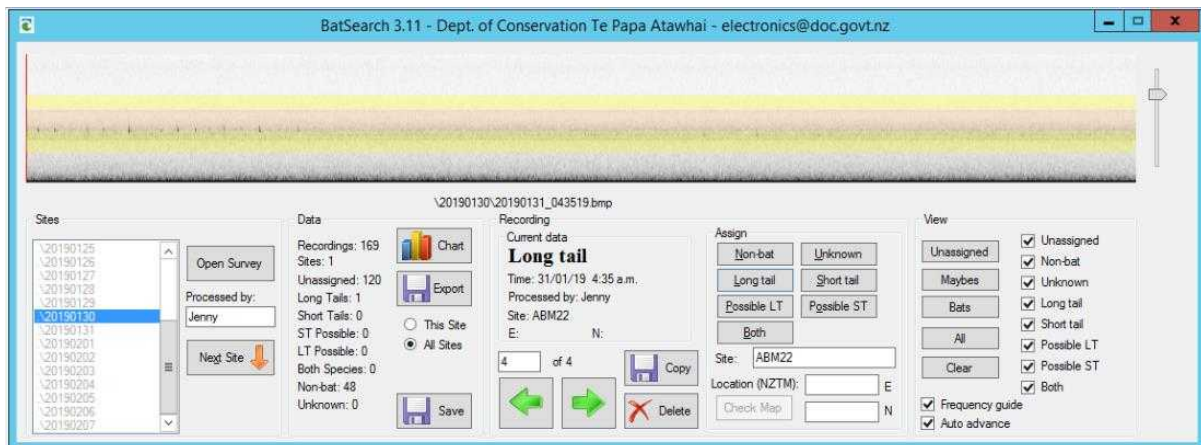 BatSearch 3.11 - Dept. of Conservation Te Papa Atawhai - electronics@doc.govt.nz
\20190130\20190131_043519.bmp
Sites
\20190125
\20190126
\20190127
\20190128
\20190129
\20190130
\20190131
\20190201
\20190202
\20190203
\20190204
\20190205
\20190206
\20190207
Open Survey
Processed by:
Jenny
Next Site
Data
Recordings: 169
Sites: 1
Unassigned: 120
Long Tails: 1
Short Tails: 0
ST Possible: 0
LT Possible: 0
Both Species: 0
Non-bat: 48
Unknown: 0
Chart
Export
This Site
All Sites
Save
Recording
Current data
Long tail
Time: 31/01/19 4:35 a.m.
Processed by: Jenny
Site: ABM22
E: N:
4 of 4
Copy
Delete
Assign
Non-bat Unknown
Long tail Short tail
Possible LT Possible ST
Both
Site: ABM22
Location (NZTM): E
Check Map N
View
Unassigned
Maybes
Bats
All
Clear
Unassigned
Non-bat
Unknown
Long tail
Short tail
Possible LT
Possible ST
Both
Frequency guide
Auto advance